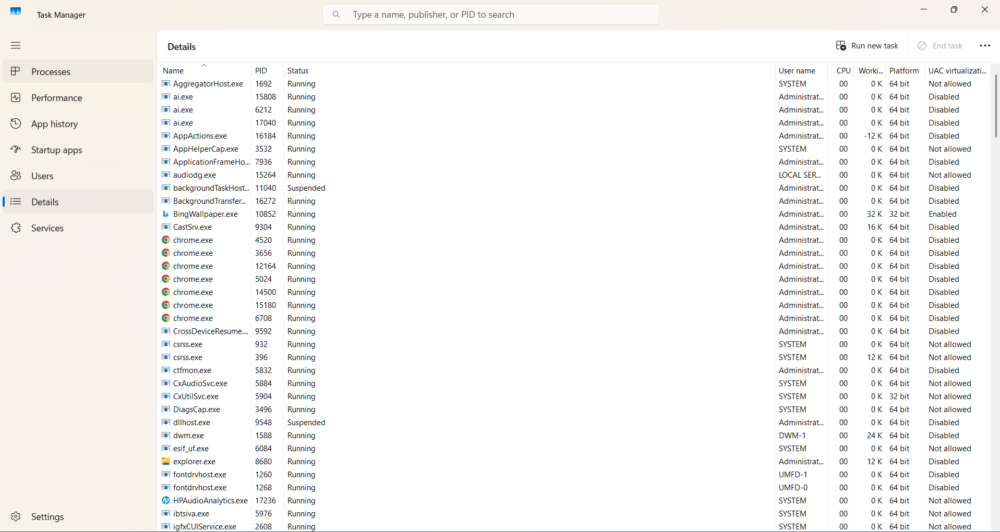 Task Manager
Type a name, publisher, or PID to search
Processes
Performance
App history
Startup apps
Users
Details
Services
Settings
Details
Run new task
End task
Name PID Status User name CPU Worki... Platform UAC virtualizati...
AggregatorHost.exe 1692 Running SYSTEM 00 0 K 64 bit Not allowed
ai.exe 15808 Running Administrat... 00 0 K 64 bit Disabled
ai.exe 6212 Running Administrat... 00 0 K 64 bit Disabled
ai.exe 17040 Running Administrat... 00 0 K 64 bit Disabled
AppActions.exe 16184 Running Administrat... 00 -12 K 64 bit Disabled
AppHelperCap.exe 3532 Running SYSTEM 00 0 K 64 bit Not allowed
ApplicationFrameHo... 7936 Running Administrat... 00 0 K 64 bit Disabled
audiodg.exe 15264 Running LOCAL SER... 00 0 K 64 bit Not allowed
backgroundTaskHost... 11040 Suspended Administrat... 00 0 K 64 bit Disabled
BackgroundTransfer... 16272 Running Administrat... 00 0 K 64 bit Disabled
BingWallpaper.exe 10852 Running Administrat... 00 32 K 32 bit Enabled
CastSrv.exe 9304 Running Administrat... 00 16 K 64 bit Disabled
chrome.exe 4520 Running Administrat... 00 0 K 64 bit Disabled
chrome.exe 3656 Running Administrat... 00 0 K 64 bit Disabled
chrome.exe 12164 Running Administrat... 00 0 K 64 bit Disabled
chrome.exe 5024 Running Administrat... 00 0 K 64 bit Disabled
chrome.exe 14500 Running Administrat... 00 0 K 64 bit Disabled
chrome.exe 15180 Running Administrat... 00 0 K 64 bit Disabled
chrome.exe 6708 Running Administrat... 00 0 K 64 bit Disabled
CrossDeviceResume.... 9592 Running Administrat... 00 0 K 64 bit Disabled
csrss.exe 932 Running SYSTEM 00 0 K 64 bit Not allowed
csrss.exe 396 Running SYSTEM 00 12 K 64 bit Not allowed
ctfmon.exe 5832 Running Administrat... 00 0 K 64 bit Disabled
CxAudioSvc.exe 5884 Running SYSTEM 00 0 K 64 bit Not allowed
CxUtilSvc.exe 5904 Running SYSTEM 00 0 K 32 bit Not allowed
DiagsCap.exe 3496 Running SYSTEM 00 0 K 64 bit Not allowed
dllhost.exe 9548 Suspended Administrat... 00 0 K 64 bit Disabled
dwm.exe 1588 Running DWM-1 00 24 K 64 bit Disabled
esif_uf.exe 6084 Running SYSTEM 00 0 K 64 bit Not allowed
explorer.exe 8680 Running Administrat... 00 12 K 64 bit Disabled
fontdrvhost.exe 1260 Running UMFD-1 00 0 K 64 bit Disabled
fontdrvhost.exe 1268 Running UMFD-0 00 0 K 64 bit Disabled
HPAudioAnalytics.exe 17236 Running SYSTEM 00 0 K 64 bit Not allowed
ibtsiva.exe 5976 Running SYSTEM 00 0 K 64 bit Not allowed
igfxCUIService.exe 2608 Running SYSTEM 00 0 K 64 bit Not allowed